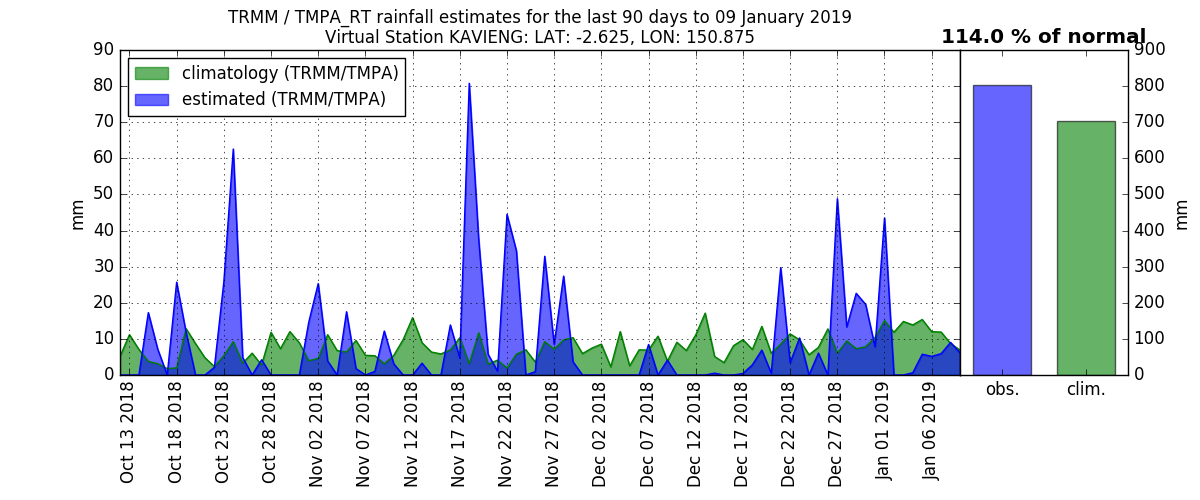 TRMM / TMPA_RT rainfall estimates for the last 90 days to 09 January 2019
Virtual Station KAVIENG: LAT: -2.625, LON: 150.875
114.0 % of normal
climatology (TRMM/TMPA)
estimated (TRMM/TMPA)
90
80
70
60
50
40
30
20
10
0
mm
900
800
700
600
500
400
300
200
100
0
mm
Oct 13 2018
Oct 18 2018
Oct 23 2018
Oct 28 2018
Nov 02 2018
Nov 07 2018
Nov 12 2018
Nov 17 2018
Nov 22 2018
Nov 27 2018
Dec 02 2018
Dec 07 2018
Dec 12 2018
Dec 17 2018
Dec 22 2018
Dec 27 2018
Jan 01 2019
Jan 06 2019
obs.
clim.